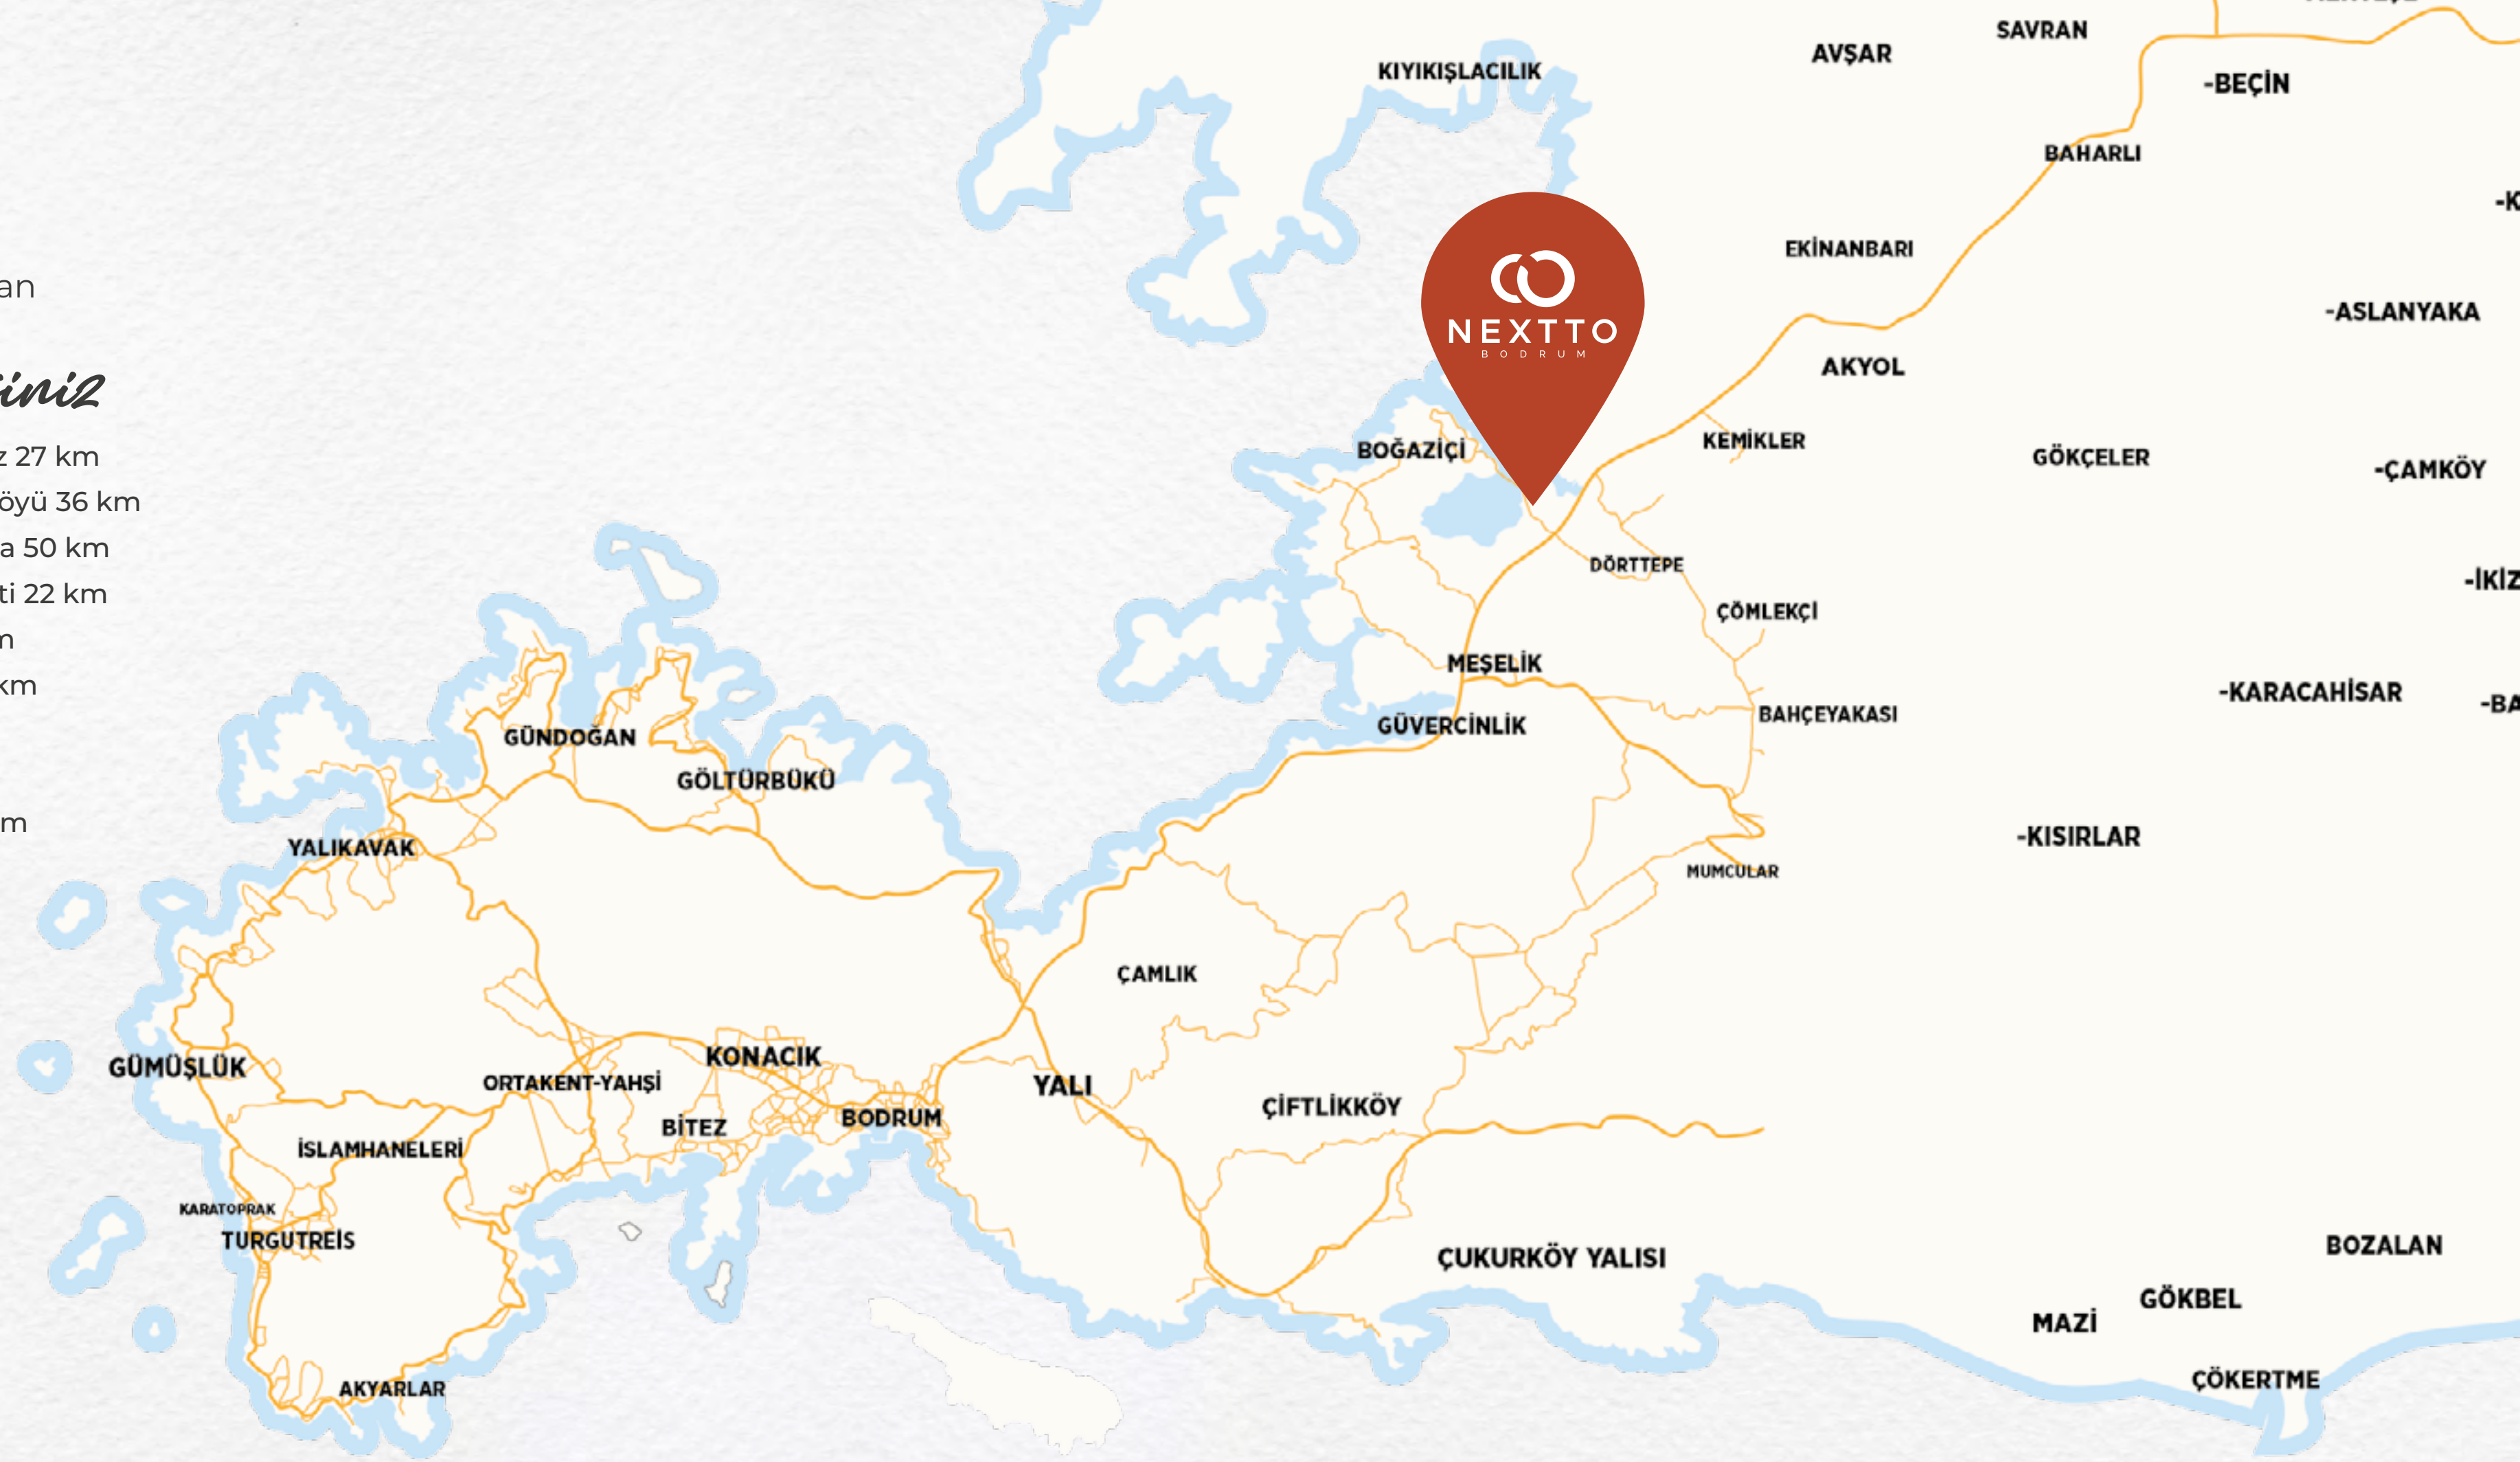 an
iniz
z 27 km
öyü 36 km
a 50 km
ti 22 km
m
km
m
SAVRAN
AVŞAR
KIYIKIŞLACILIK
-BEÇİN
BAHARLI
-K
EKİNANBARI
-ASLANYAKA
NEXTTO
BODRUM
AKYOL
KEMİKLER
BOĞAZİÇİ
GÖKÇELER
-ÇAMKÖY
DÖRTTEPE
-İKİZ
ÇÖMLEKÇİ
MEŞELİK
-KARACAHİSAR
-BA
BAHÇEYAKASI
GÜVERCİNLİK
GÜNDOĞAN
GÖLTÜRBÜKÜ
-KISIRLAR
YALIKAVAK
MUMCULAR
ÇAMLIK
KONACIK
GÜMÜŞLÜK
ORTAKENT-YAHŞİ
YALI
ÇİFTLİKKÖY
BODRUM
BİTEZ
İSLAMHANELERİ
KARATOPRAK
TURGUTREİS
BOZALAN
ÇUKURKÖY YALISI
GÖKBEL
MAZİ
ÇÖKERTME
AKYARLAR